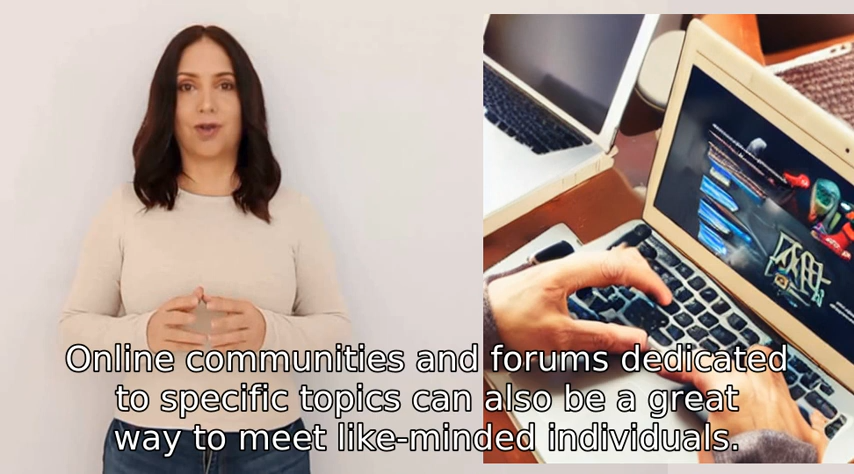 Online communities and forums dedicated
to specific topics can also be a great
way to meet like-minded individuals.